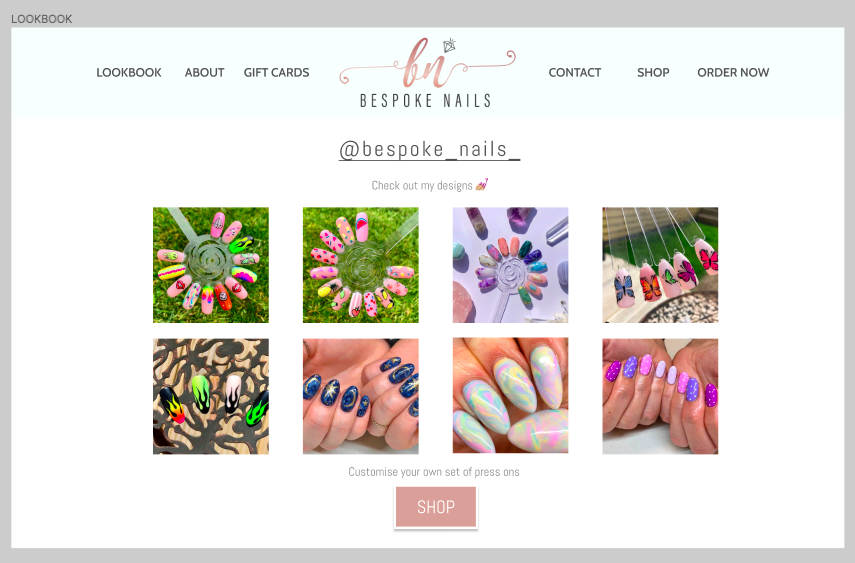 LOOKBOOK
LOOKBOOK ABOUT GIFT CARDS bn CONTACT SHOP ORDER NOW
BESPOKE NAILS
@bespoke_nails_
Check out my designs 💅
Customise your own set of press ons
SHOP